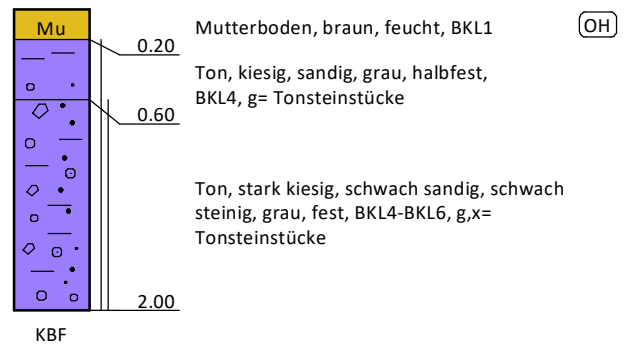 Mu
Mutterboden, braun, feucht, BKL1
OH
0.20
Ton, kiesig, sandig, grau, halbfest,
BKL4, g= Tonsteinstücke
0.60
Ton, stark kiesig, schwach sandig, schwach
steinig, grau, fest, BKL4-BKL6, g,x=
Tonsteinstücke
2.00
KBF